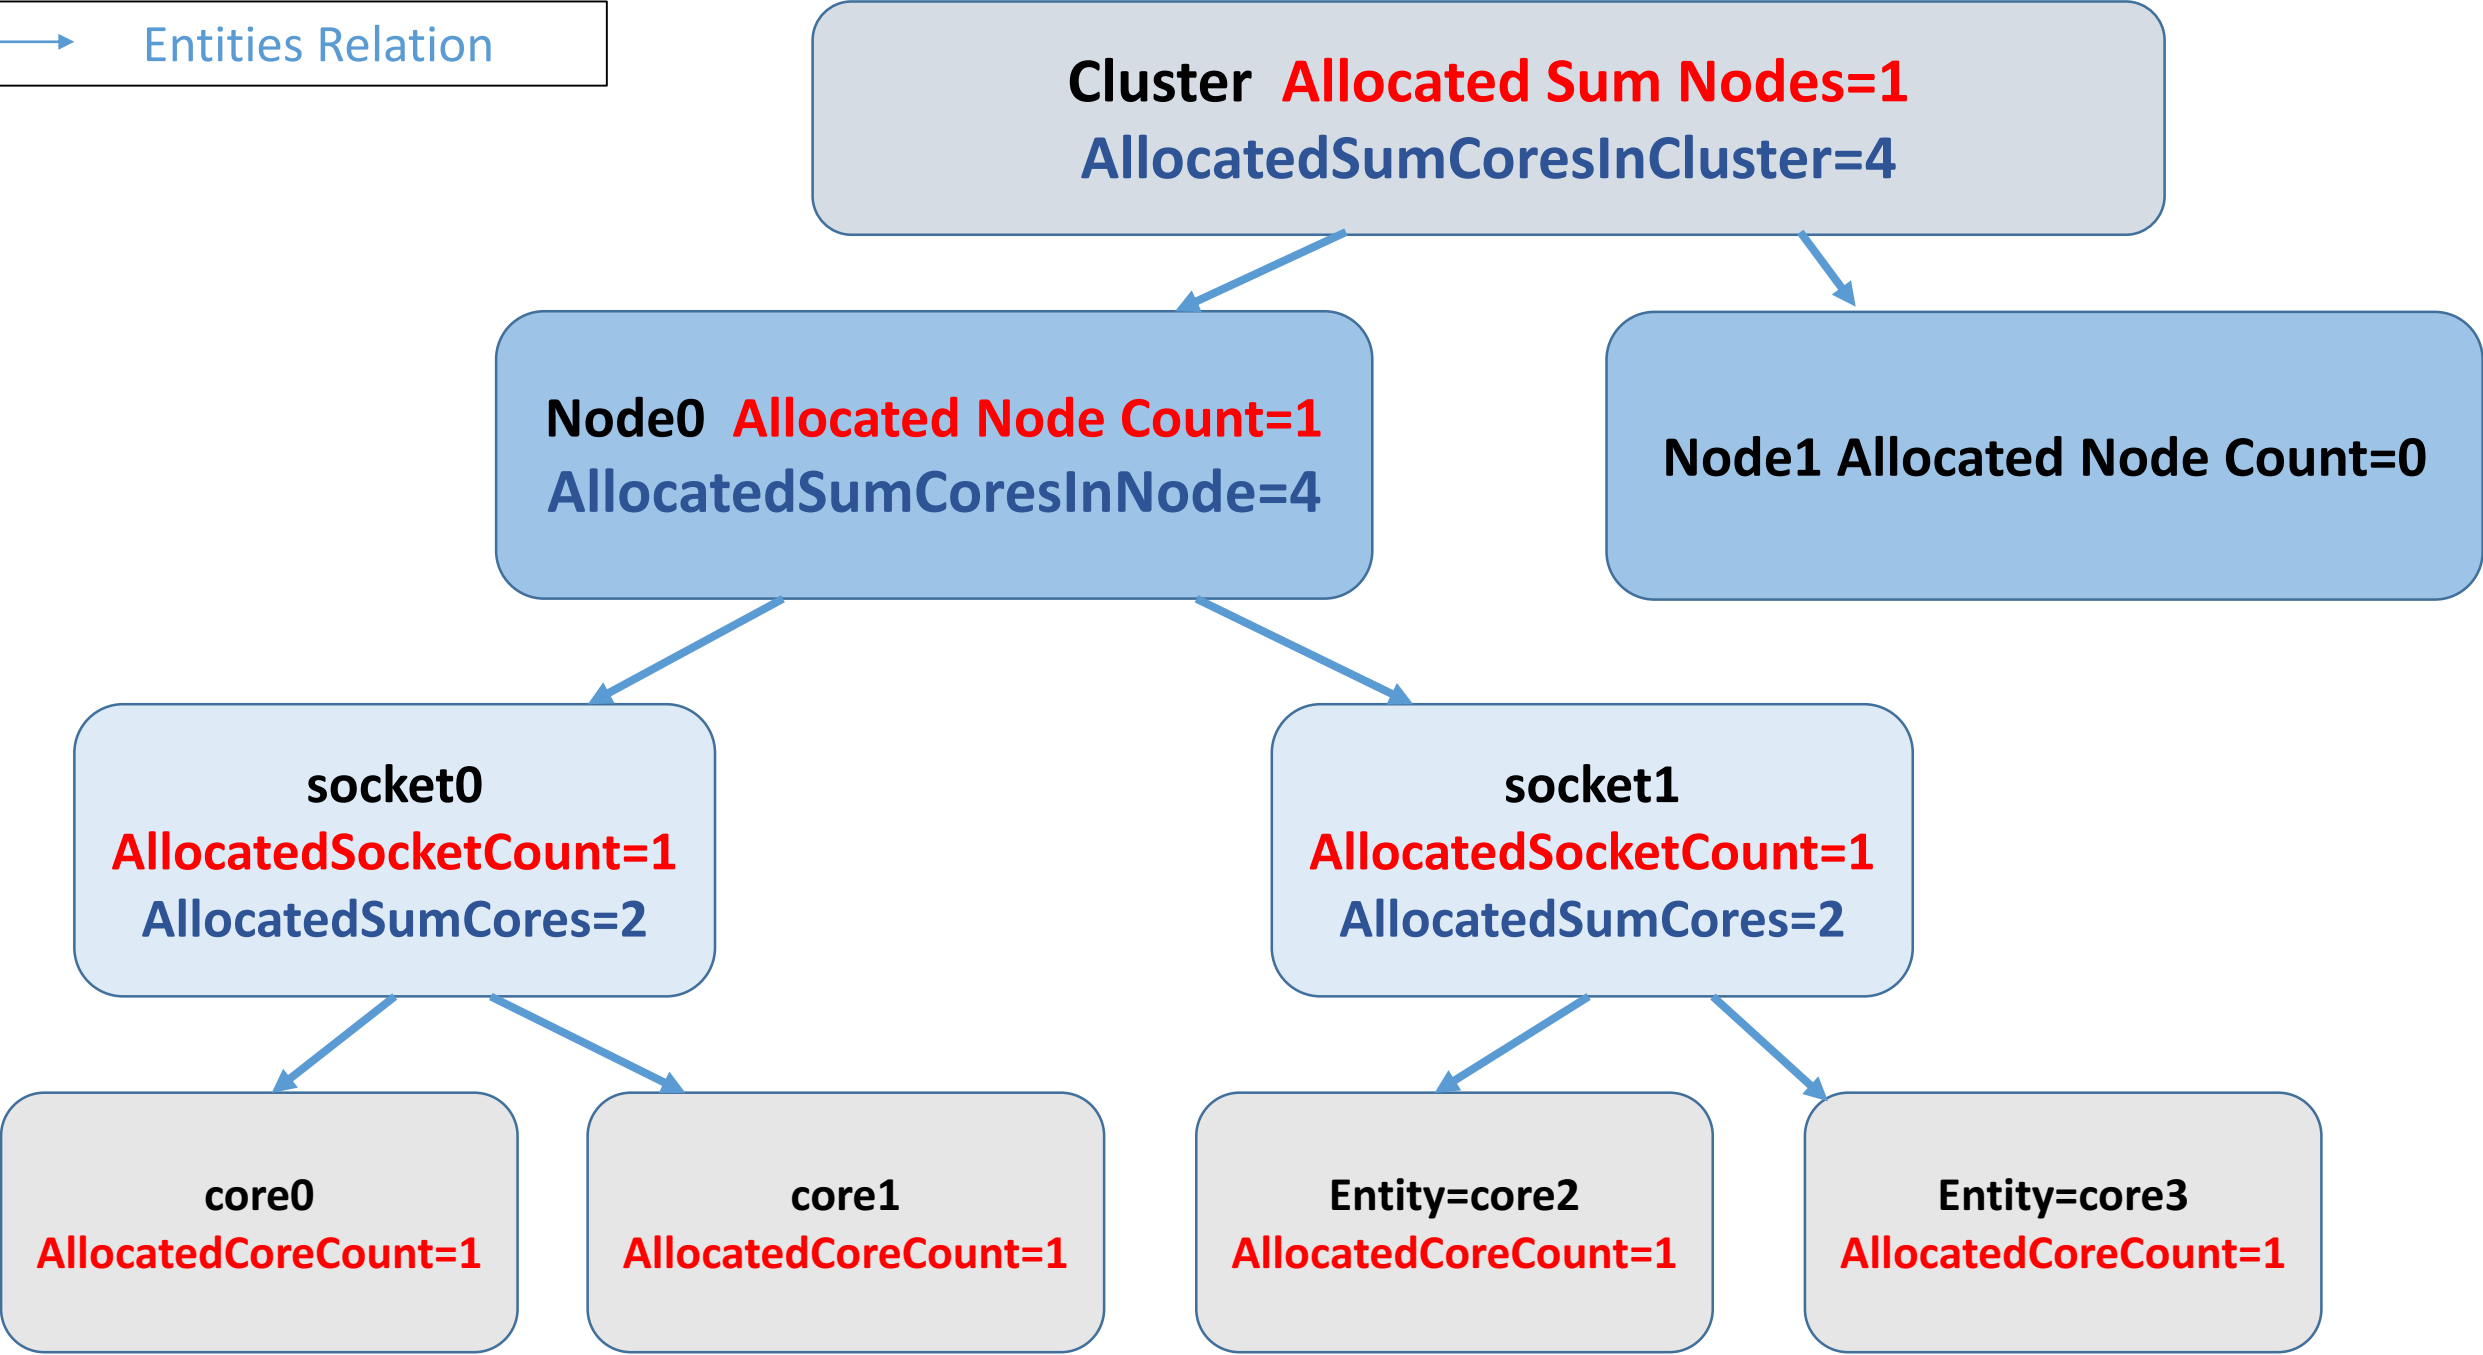 Entities Relation
Cluster Allocated Sum Nodes=1
AllocatedSumCoresInCluster=4
Node0 Allocated Node Count=1
AllocatedSumCoresInNode=4
Node1 Allocated Node Count=0
socket0
AllocatedSocketCount=1
AllocatedSumCores=2
socket1
AllocatedSocketCount=1
AllocatedSumCores=2
core0
AllocatedCoreCount=1
core1
AllocatedCoreCount=1
Entity=core2
AllocatedCoreCount=1
Entity=core3
AllocatedCoreCount=1